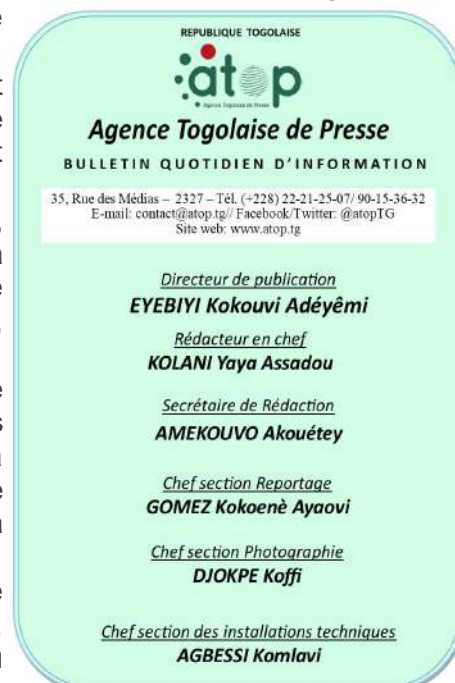 REPUBLIQUE TOGOLAISE
atop
Agence Togolaise de Presse
Agence Togolaise de Presse
BULLETIN QUOTIDIEN D'INFORMATION
35, Rue des Médias – 2327 – Tél. (+228) 22-21-25-07/ 90-15-36-32
E-mail: contact@atop.tg// Facebook/Twitter: @atopTG
Site web: www.atop.tg
Directeur de publication
EYEBIYI Kokouvi Adéyêmi
Rédacteur en chef
KOLANI Yaya Assadou
Secrétaire de Rédaction
AMEKOUVO Akouétey
Chef section Reportage
GOMEZ Kokoenè Ayaovi
Chef section Photographie
DJOKPE Koffi
Chef section des installations techniques
AGBESSI Komlavi